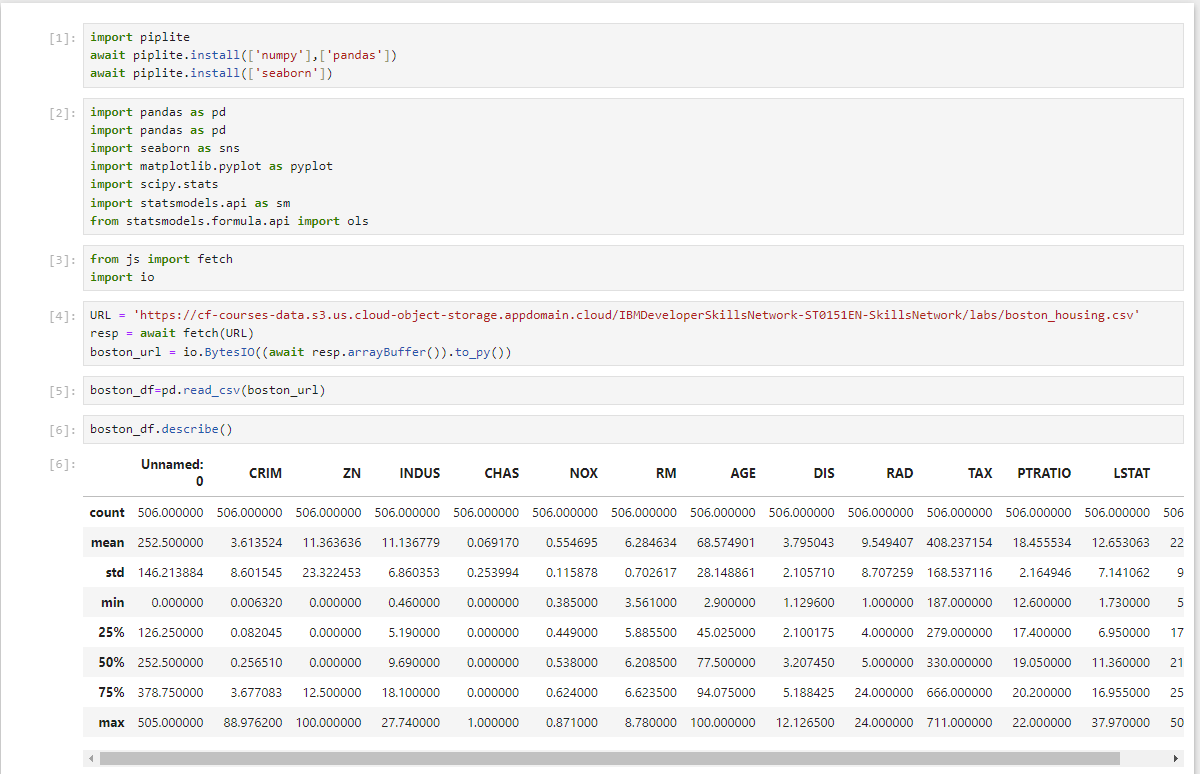 [1]: import piplite
await piplite.install(['numpy'],['pandas'])
await piplite.install(['seaborn'])
[2]: import pandas as pd
import pandas as pd
import seaborn as sns
import matplotlib.pyplot as pyplot
import scipy.stats
import statsmodels.api as sm
from statsmodels.formula.api import ols
[3]: from js import fetch
import io
[4]: URL = 'https://cf-courses-data.s3.us.cloud-object-storage.appdomain.cloud/IBMDeveloperSkillsNetwork-ST0151EN-SkillsNetwork/labs/boston_housing.csv'
resp = await fetch(URL)
boston_url = io.BytesIO((await resp.arrayBuffer()).to_py())
[5]: boston_df=pd.read_csv(boston_url)
[6]: boston_df.describe()
[6]: Unnamed: 0 CRIM ZN INDUS CHAS NOX RM AGE DIS RAD TAX PTRATIO LSTAT
count 506.000000 506.000000 506.000000 506.000000 506.000000 506.000000 506.000000 506.000000 506.000000 506.000000 506.000000 506.000000 506.000000 506
mean 252.500000 3.613524 11.363636 11.136779 0.069170 0.554695 6.284634 68.574901 3.795043 9.549407 408.237154 18.455534 12.653063 22
std 146.213884 8.601545 23.322453 6.860353 0.253994 0.115878 0.702617 28.148861 2.105710 8.707259 168.537116 2.164946 7.141062 9
min 0.000000 0.006320 0.000000 0.460000 0.000000 0.385000 3.561000 2.900000 1.129600 1.000000 187.000000 12.600000 1.730000 5
25% 126.250000 0.082045 0.000000 5.190000 0.000000 0.449000 5.885500 45.025000 2.100175 4.000000 279.000000 17.400000 6.950000 17
50% 252.500000 0.256510 0.000000 9.690000 0.000000 0.538000 6.208500 77.500000 3.207450 5.000000 330.000000 19.050000 11.360000 21
75% 378.750000 3.677083 12.500000 18.100000 0.000000 0.624000 6.623500 94.075000 5.188425 24.000000 666.000000 20.200000 16.955000 25
max 505.000000 88.976200 100.000000 27.740000 1.000000 0.871000 8.780000 100.000000 12.126500 24.000000 711.000000 22.000000 37.970000 50